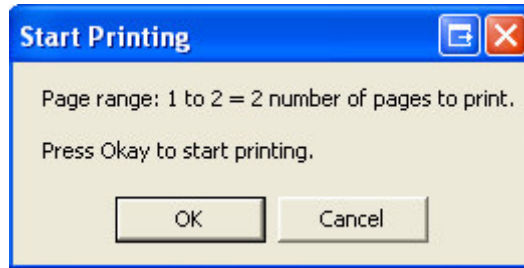 Start Printing
Page range: 1 to 2 = 2 number of pages to print.
Press Okay to start printing.
OK Cancel